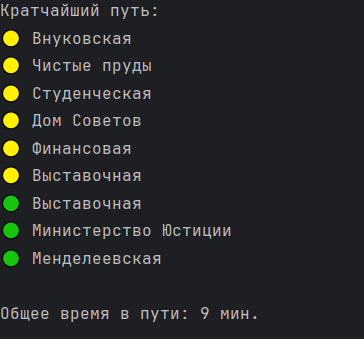 Кратчайший путь:
Внуковская
Чистые пруды
Студенческая
Дом Советов
Финансовая
Выставочная
Выставочная
Министерство Юстиции
Менделеевская
Общее время в пути: 9 мин.